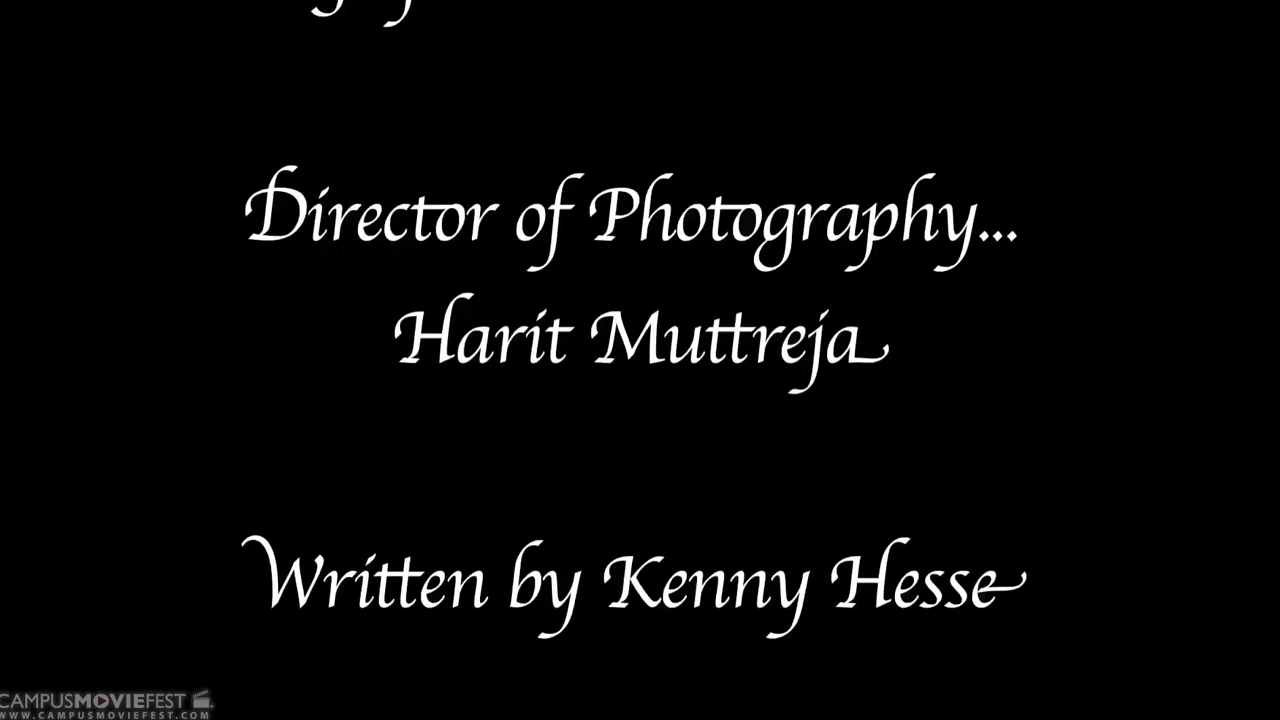 Director of Photography...
Harit Muttreja
Written by Kenny Hesse
CAMPUSMOVIEFEST
WWW.CAMPUSMOVIEFEST.COM